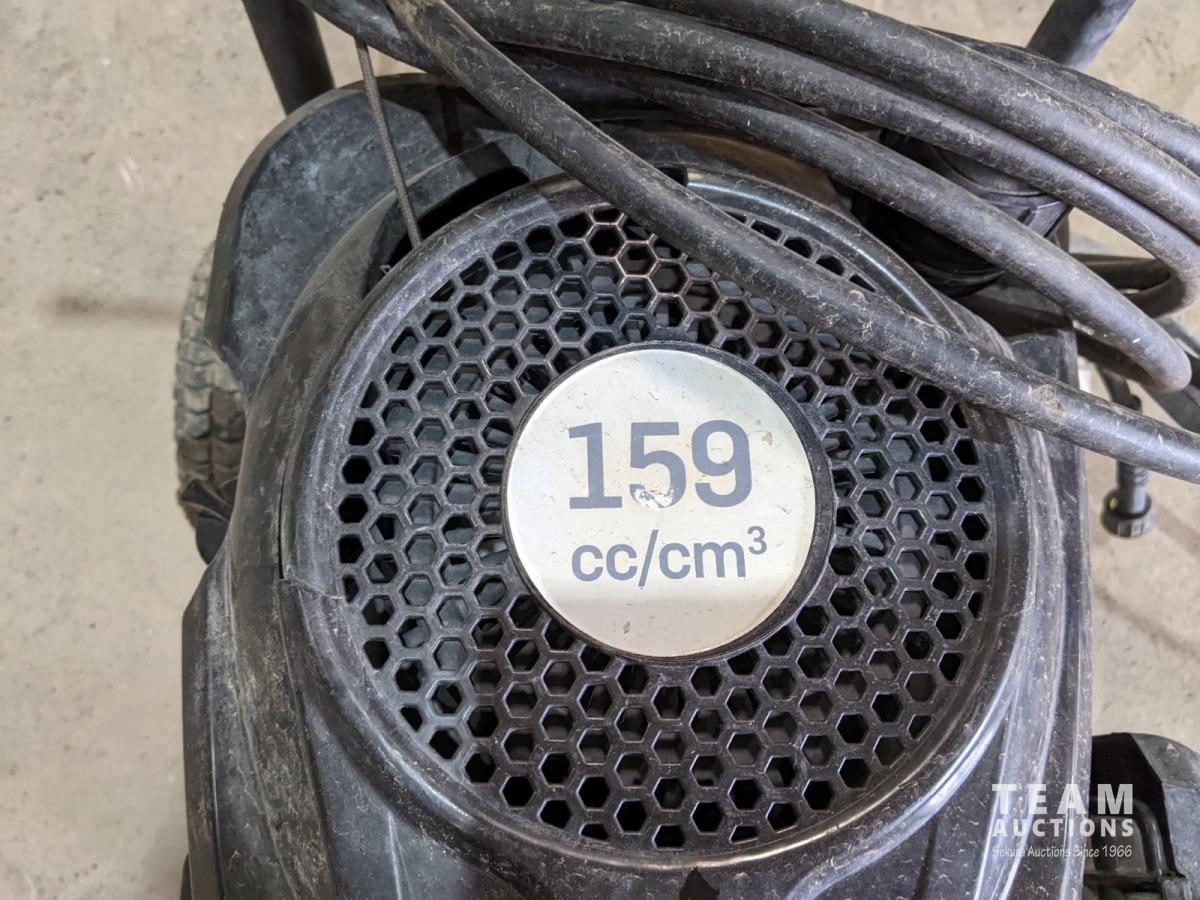 159
cc/cm³
TEAM
AUCTIONS
Sekura Auctions Since 1966